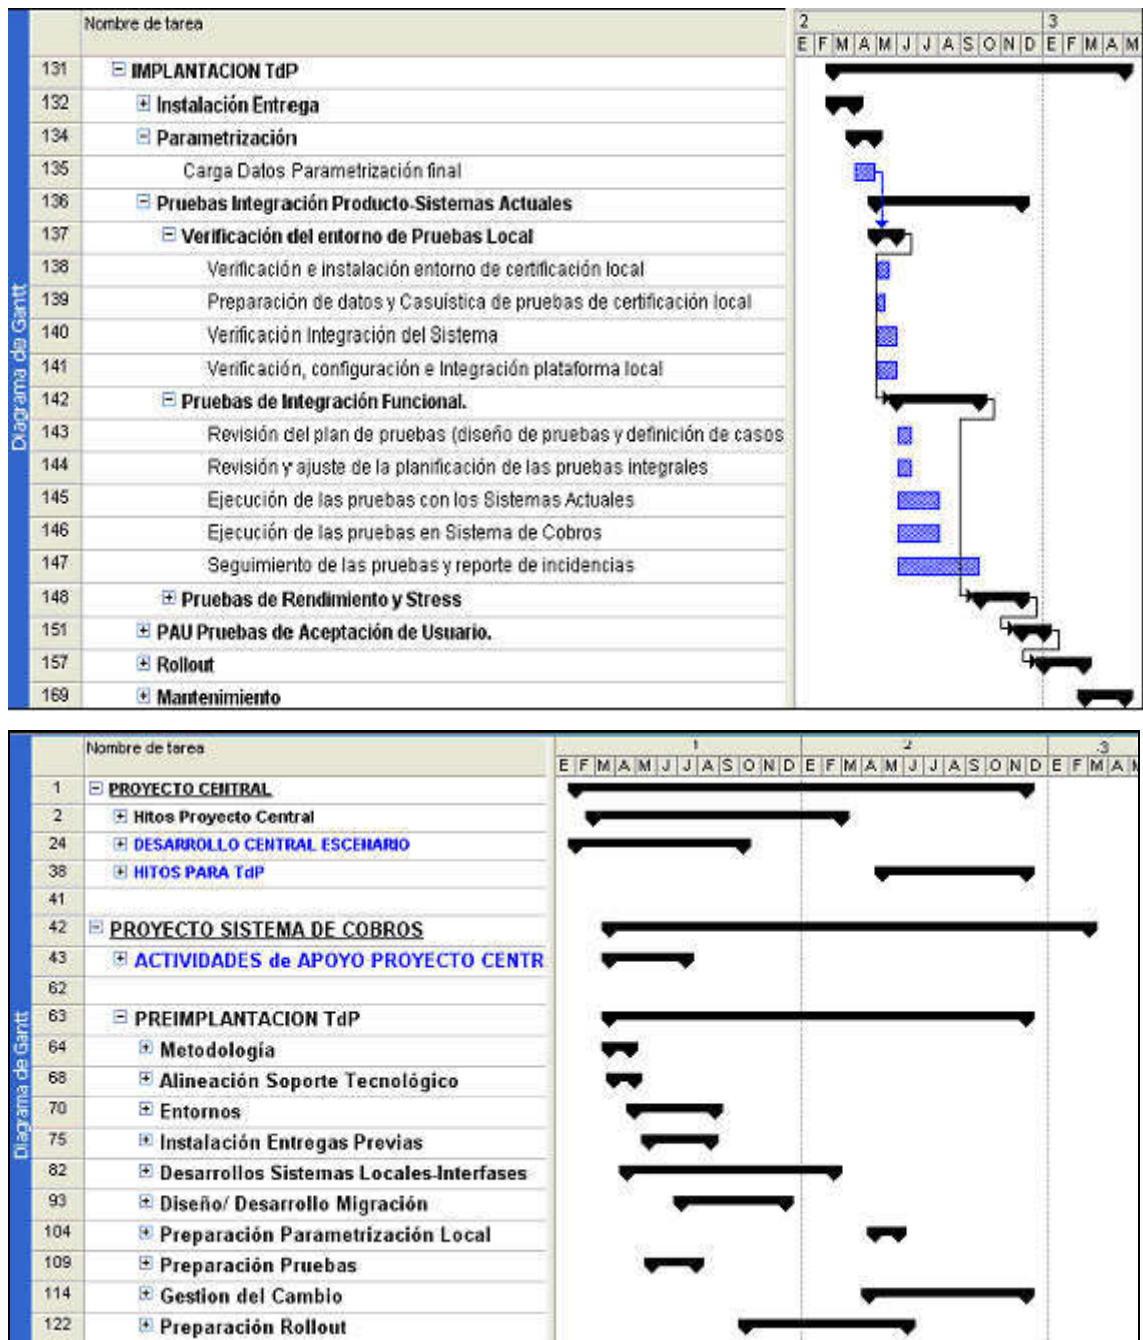 Nombre de tarea
2 3
E F M A M J J A S O N D E F M A M
131 IMPLANTACION TdP
132 Instalación Entrega
134 Parametrización
135 Carga Datos Parametrización final
136 Pruebas Integración Producto-Sistemas Actuales
137 Verificación del entorno de Pruebas Local
138 Verificación e instalación entorno de certificación local
139 Preparación de datos y Casuística de pruebas de certificación local
140 Verificación Integración del Sistema
141 Verificación, configuración e Integración plataforma local
142 Pruebas de Integración Funcional.
143 Revisión del plan de pruebas (diseño de pruebas y definición de casos
144 Revisión y ajuste de la planificación de las pruebas integrales
145 Ejecución de las pruebas con los Sistemas Actuales
146 Ejecución de las pruebas en Sistema de Cobros
147 Seguimiento de las pruebas y reporte de incidencias
148 Pruebas de Rendimiento y Stress
151 PAU Pruebas de Aceptación de Usuario.
157 Rollout
169 Mantenimiento
Diagrama de Gantt
Nombre de tarea
1 2 3
E F M A M J J A S O N D E F M A M J J A S O N D E F M A M
1 PROYECTO CENTRAL
2 Hitos Proyecto Central
24 DESARROLLO CENTRAL ESCENARIO
38 HITOS PARA TdP
41
42 PROYECTO SISTEMA DE COBROS
43 ACTIVIDADES de APOYO PROYECTO CENTR
62
63 PREIMPLANTACION TdP
64 Metodología
68 Alineación Soporte Tecnológico
70 Entornos
75 Instalación Entregas Previas
82 Desarrollos Sistemas Locales-Interfases
93 Diseño/ Desarrollo Migración
104 Preparación Parametrización Local
109 Preparación Pruebas
114 Gestion del Cambio
122 Preparación Rollout
Diagrama de Gantt